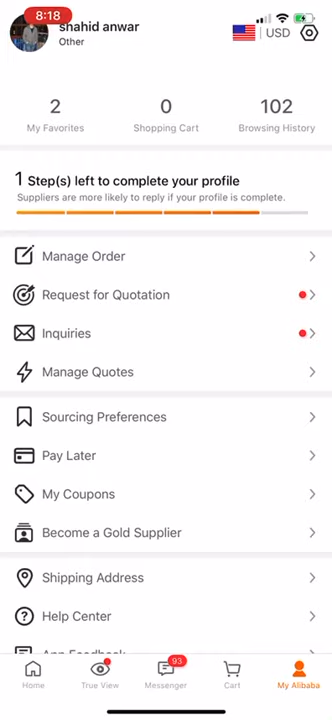 8:18
shahid anwar
Other
USD
2
My Favorites
0
Shopping Cart
102
Browsing History
1 Step(s) left to complete your profile
Suppliers are more likely to reply if your profile is complete.
Manage Order
Request for Quotation
Inquiries
Manage Quotes
Sourcing Preferences
Pay Later
My Coupons
Become a Gold Supplier
Shipping Address
Help Center
App Feedback
93
Home
True View
Messenger
Cart
My Alibaba